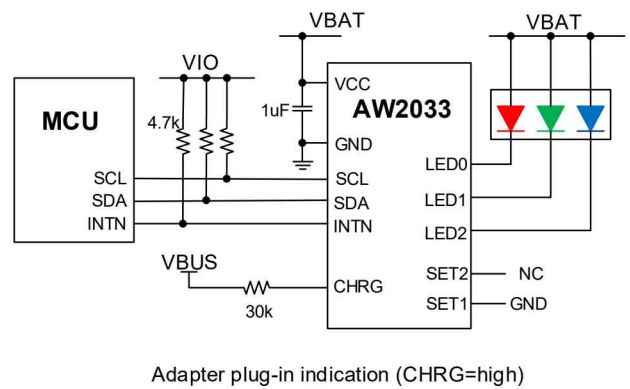 VBAT
VBAT
VIO
MCU
4.7k
1uF
VCC
AW2033
GND
LED0
SCL
SCL
SDA
SDA
LED1
INTN
INTN
LED2
VBUS
SET2
NC
CHRG
SET1
GND
30k
Adapter plug-in indication (CHRG=high)